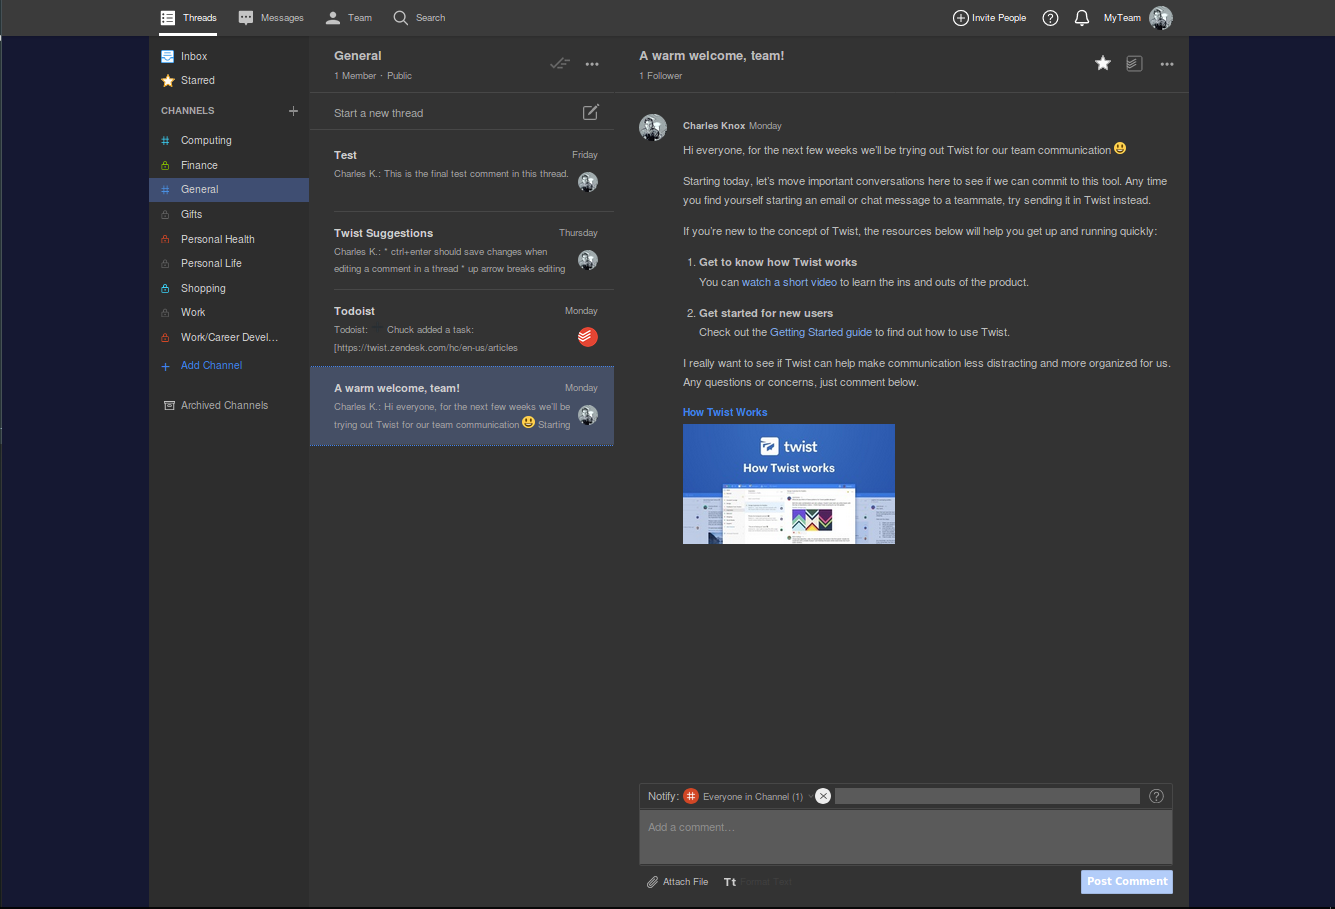 Threads
Messages
Team
Search
Invite People
MyTeam
Inbox
Starred
CHANNELS
Computing
Finance
General
Gifts
Personal Health
Personal Life
Shopping
Work
Work/Career Devel…
Add Channel
Archived Channels
General
1 Member · Public
Start a new thread
Test
Friday
Charles K.: This is the final test comment in this thread.
Twist Suggestions
Thursday
Charles K.: * ctrl+enter should save changes when
editing a comment in a thread * up arrow breaks editing
Todoist
Monday
Todoist: Chuck added a task:
[https://twist.zendesk.com/hc/en-us/articles
A warm welcome, team!
Monday
Charles K.: Hi everyone, for the next few weeks we'll be
trying out Twist for our team communication 😃 Starting
A warm welcome, team!
1 Follower
Charles Knox Monday
Hi everyone, for the next few weeks we'll be trying out Twist for our team communication 😃
Starting today, let's move important conversations here to see if we can commit to this tool. Any time
you find yourself starting an email or chat message to a teammate, try sending it in Twist instead.
If you're new to the concept of Twist, the resources below will help you get up and running quickly:
1. Get to know how Twist works
You can watch a short video to learn the ins and outs of the product.
2. Get started for new users
Check out the Getting Started guide to find out how to use Twist.
I really want to see if Twist can help make communication less distracting and more organized for us.
Any questions or concerns, just comment below.
How Twist Works
twist
How Twist works
Notify: # Everyone in Channel (1)
Add a comment…
Attach File
Tt Format Text
Post Comment